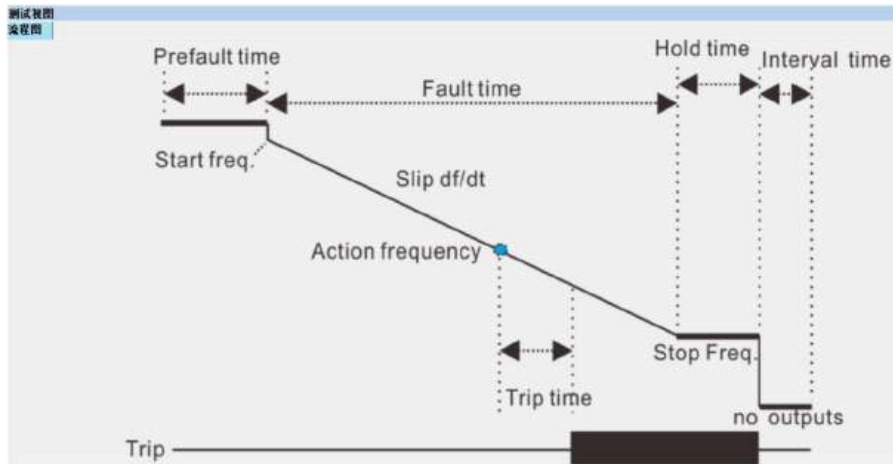 测试视图
流程图
Prefault time
Fault time
Hold time
Interval time
Start freq.
Slip df/dt
Action frequency
Stop Freq.
Trip time
no outputs
Trip